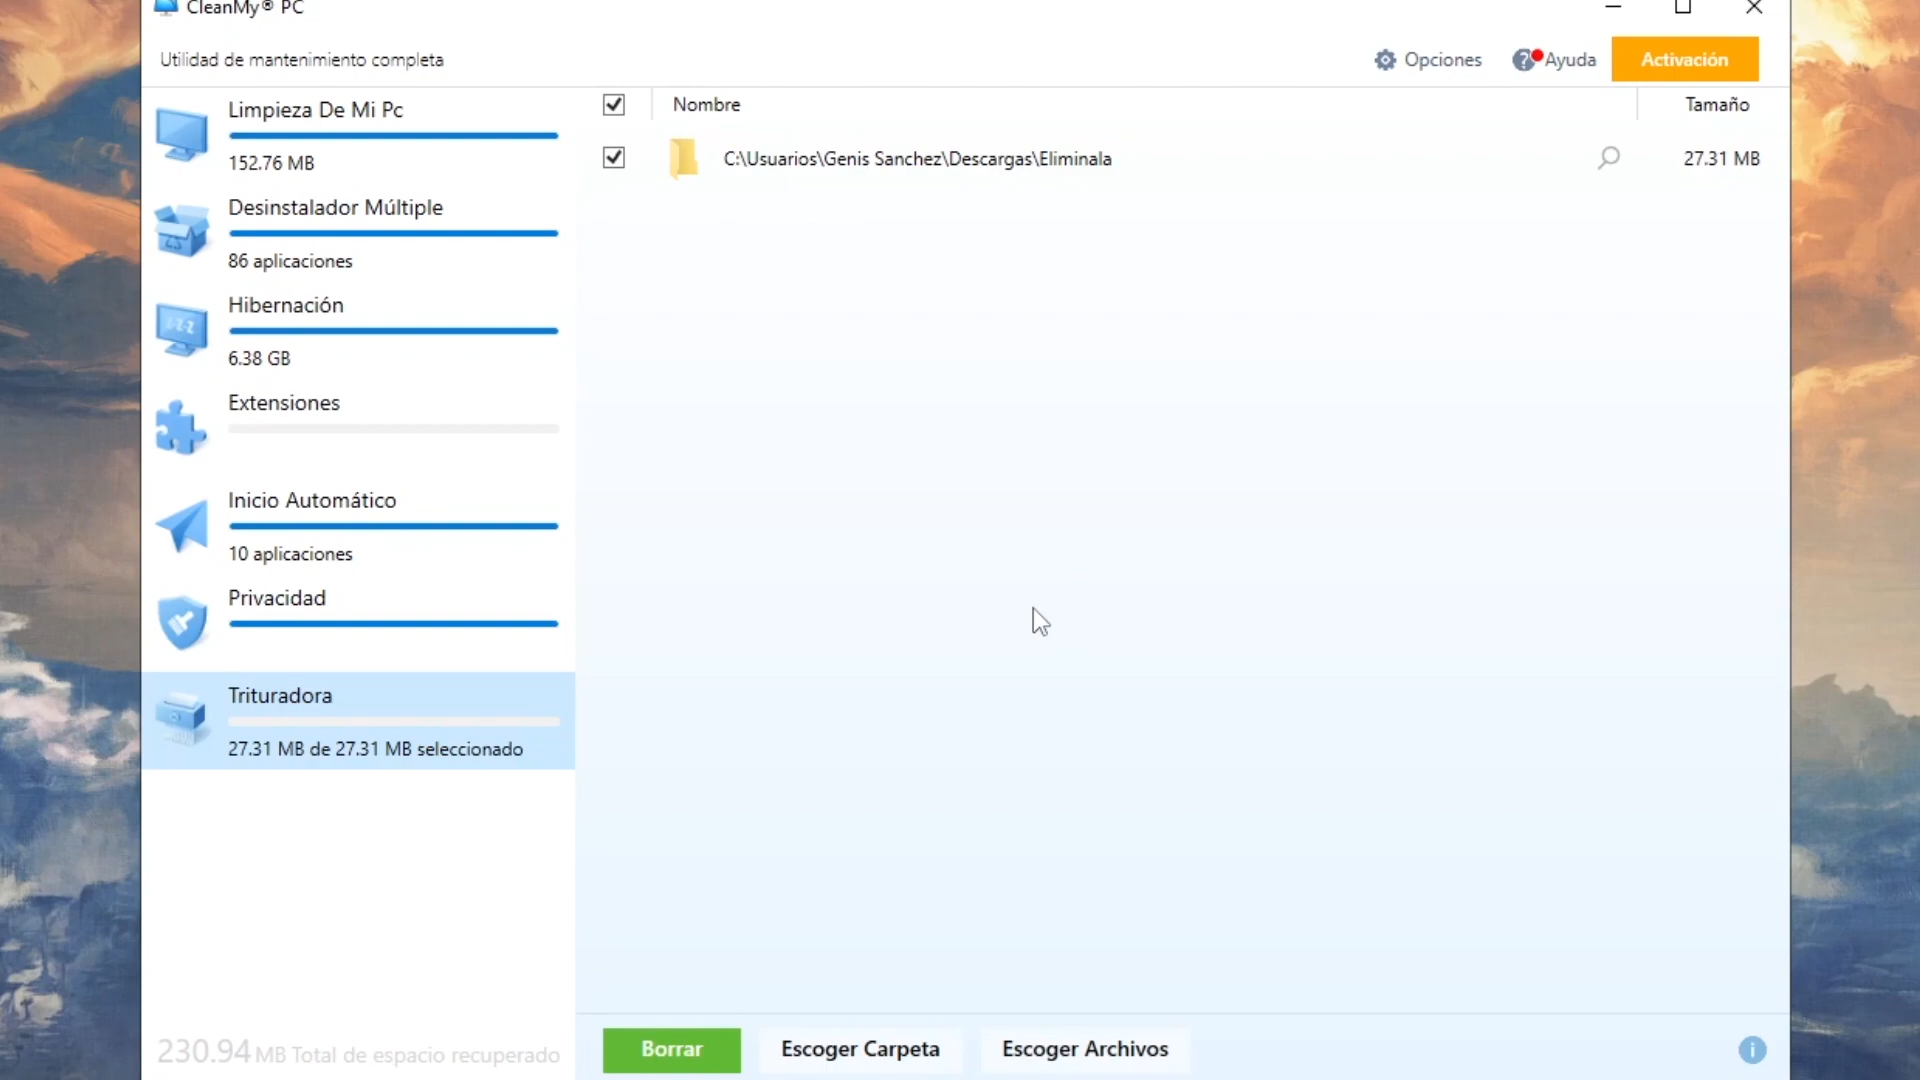 CleanMy® PC
Utilidad de mantenimiento completa
Opciones
Ayuda
Activación
Limpieza De Mi Pc
152.76 MB
Desinstalador Múltiple
86 aplicaciones
Hibernación
6.38 GB
Extensiones
Inicio Automático
10 aplicaciones
Privacidad
Trituradora
27.31 MB de 27.31 MB seleccionado
230.94 MB Total de espacio recuperado
Nombre
Tamaño
C:\Usuarios\Genis Sanchez\Descargas\Eliminala
27.31 MB
Borrar
Escoger Carpeta
Escoger Archivos